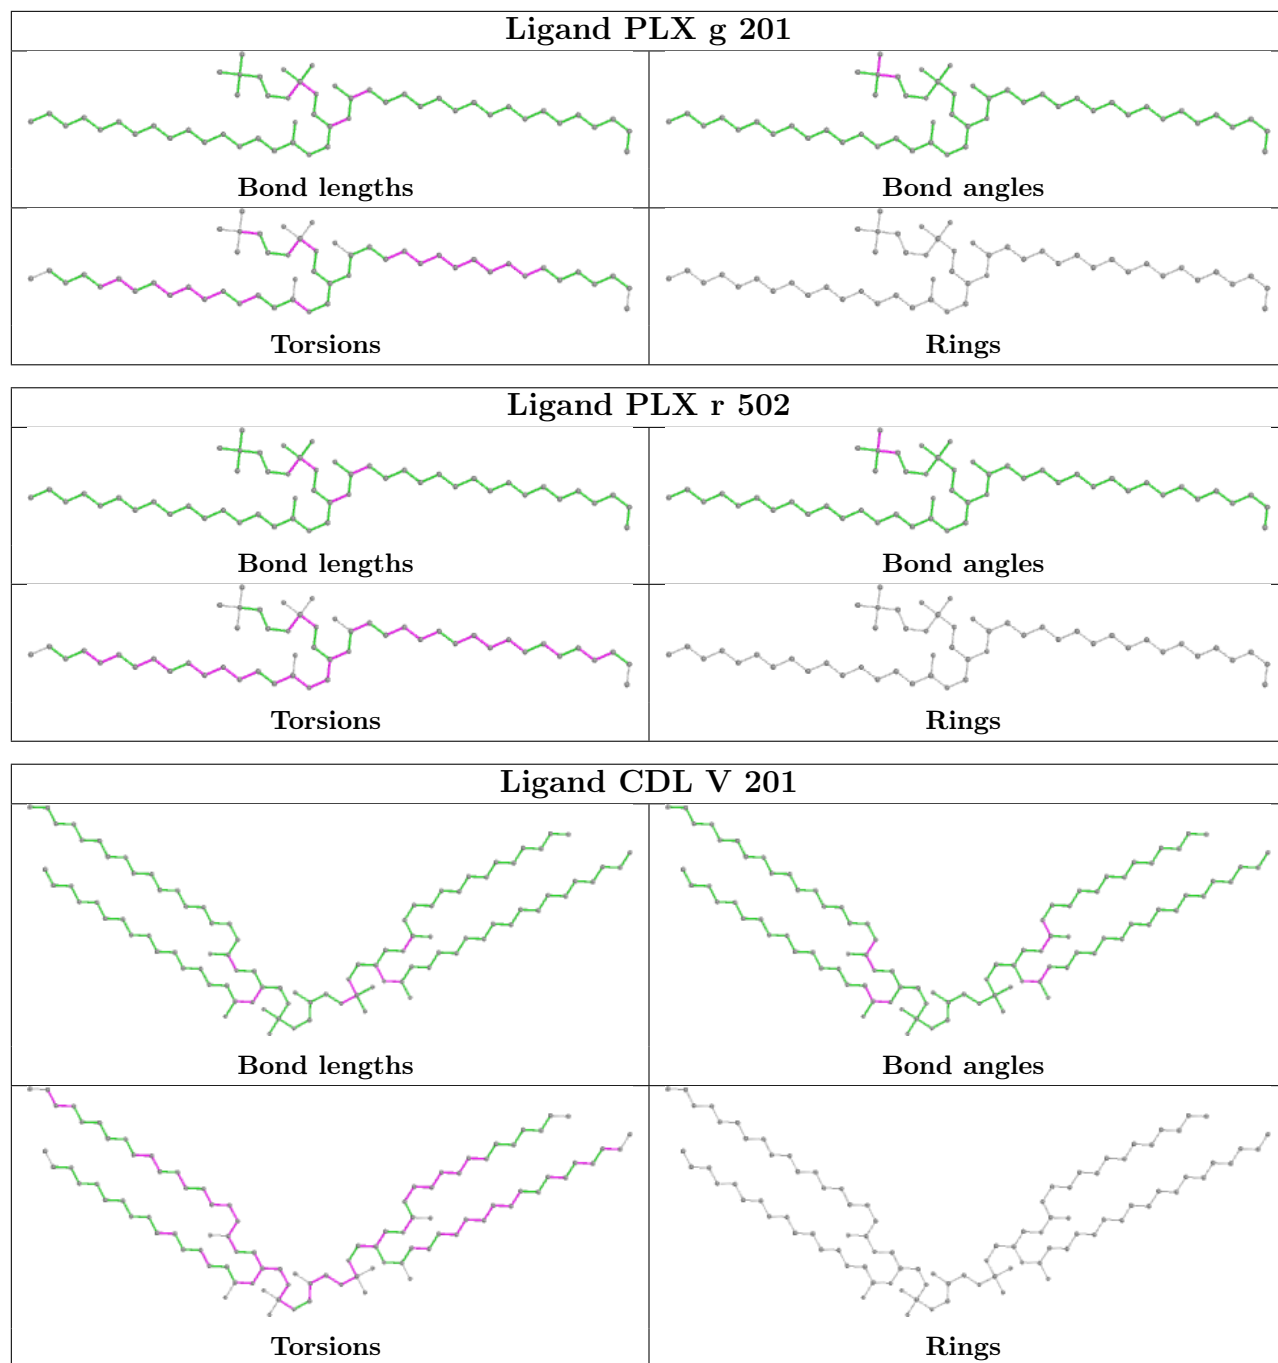 Ligand PLX g 201
Bond lengths
Bond angles
Torsions
Rings
Ligand PLX r 502
Bond lengths
Bond angles
Torsions
Rings
Ligand CDL V 201
Bond lengths
Bond angles
Torsions
Rings